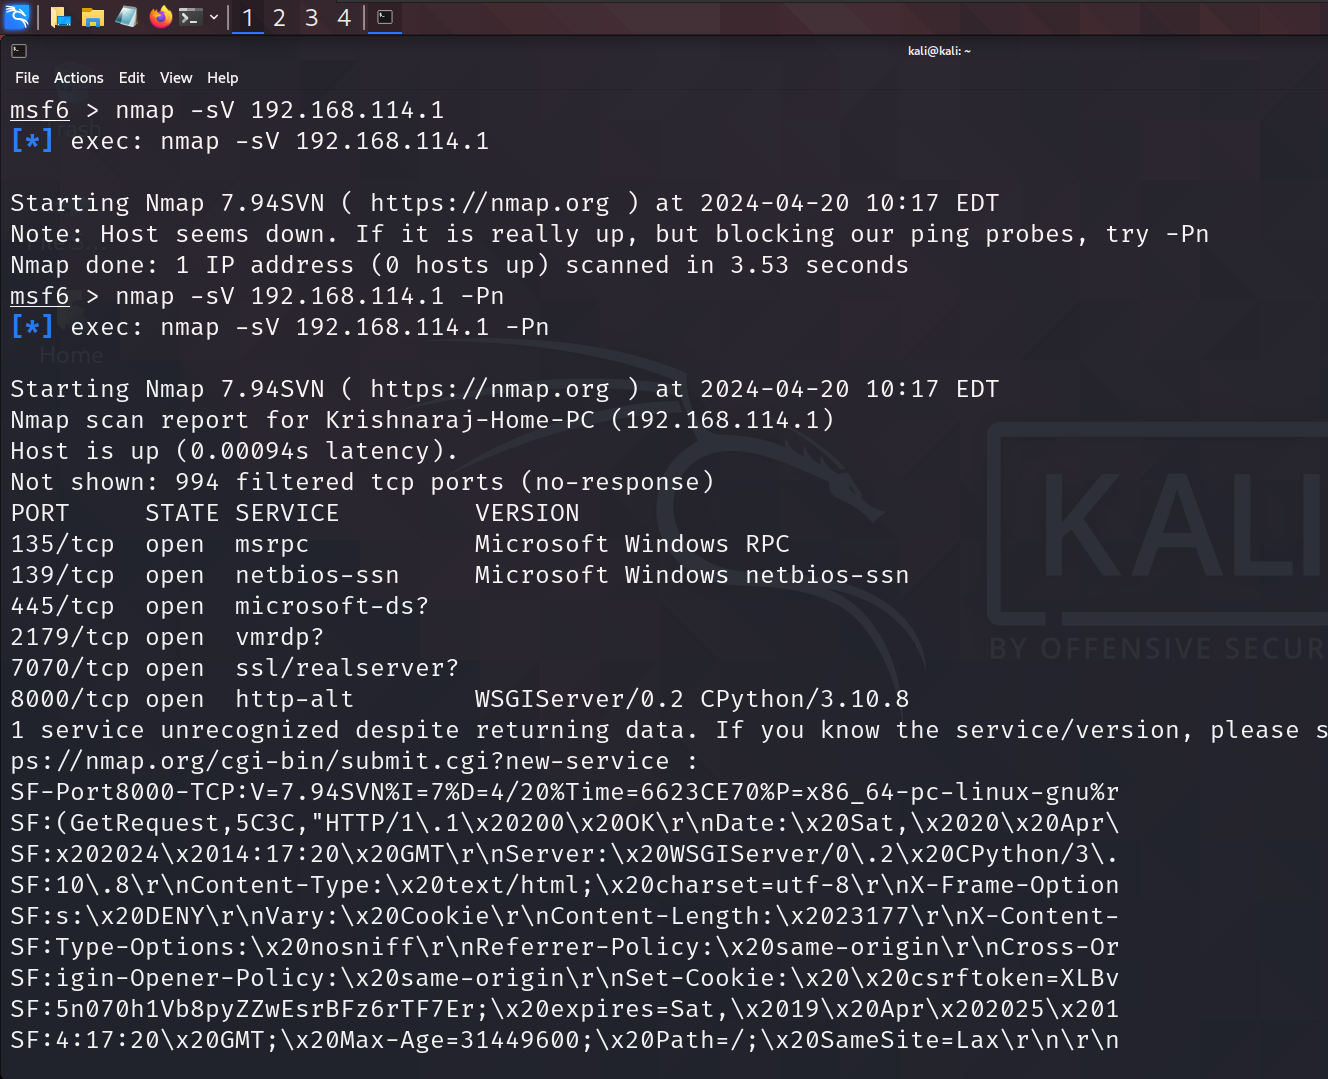 1 2 3 4
kali@kali: ~
File Actions Edit View Help
msf6 > nmap -sV 192.168.114.1
[*] exec: nmap -sV 192.168.114.1
Starting Nmap 7.94SVN ( https://nmap.org ) at 2024-04-20 10:17 EDT
Note: Host seems down. If it is really up, but blocking our ping probes, try -Pn
Nmap done: 1 IP address (0 hosts up) scanned in 3.53 seconds
msf6 > nmap -sV 192.168.114.1 -Pn
[*] exec: nmap -sV 192.168.114.1 -Pn
Home
Starting Nmap 7.94SVN ( https://nmap.org ) at 2024-04-20 10:17 EDT
Nmap scan report for Krishnaraj-Home-PC (192.168.114.1)
Host is up (0.00094s latency).
Not shown: 994 filtered tcp ports (no-response)
PORT STATE SERVICE VERSION
135/tcp open msrpc Microsoft Windows RPC
139/tcp open netbios-ssn Microsoft Windows netbios-ssn
445/tcp open microsoft-ds?
2179/tcp open vmrdp?
7070/tcp open ssl/realserver?
8000/tcp open http-alt WSGIServer/0.2 CPython/3.10.8
1 service unrecognized despite returning data. If you know the service/version, please s
ps://nmap.org/cgi-bin/submit.cgi?new-service :
SF-Port8000-TCP:V=7.94SVN%I=7%D=4/20%Time=6623CE70%P=x86_64-pc-linux-gnu%r
SF:(GetRequest,5C3C,"HTTP/1\.1\x20200\x20OK\r\nDate:\x20Sat,\x2020\x20Apr\
SF:x202024\x2014:17:20\x20GMT\r\nServer:\x20WSGIServer/0\.2\x20CPython/3\.
SF:10\.8\r\nContent-Type:\x20text/html;\x20charset=utf-8\r\nX-Frame-Option
SF:s:\x20DENY\r\nVary:\x20Cookie\r\nContent-Length:\x2023177\r\nX-Content-
SF:Type-Options:\x20nosniff\r\nReferrer-Policy:\x20same-origin\r\nCross-Or
SF:igin-Opener-Policy:\x20same-origin\r\nSet-Cookie:\x20\x20csrftoken=XLBv
SF:5n070h1Vb8pyZZwEsrBFz6rTF7Er;\x20expires=Sat,\x2019\x20Apr\x202025\x201
SF:4:17:20\x20GMT;\x20Max-Age=31449600;\x20Path=/;\x20SameSite=Lax\r\n\r\n
KALI
BY OFFENSIVE SECUR